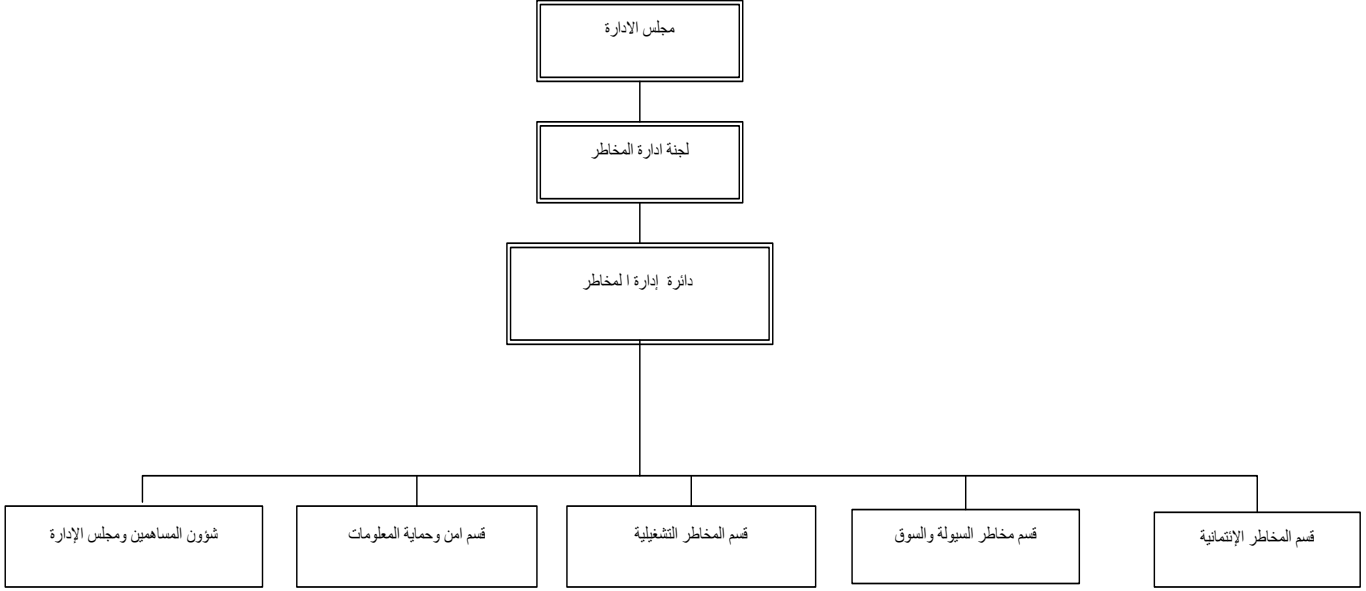 مجلس الادارة
لجنة ادارة المخاطر
دائرة إدارة ا لمخاطر
قسم المخاطر الإئتمانية
قسم مخاطر السيولة والسوق
قسم المخاطر التشغيلية
قسم امن وحماية المعلومات
شؤون المساهمين ومجلس الإدارة